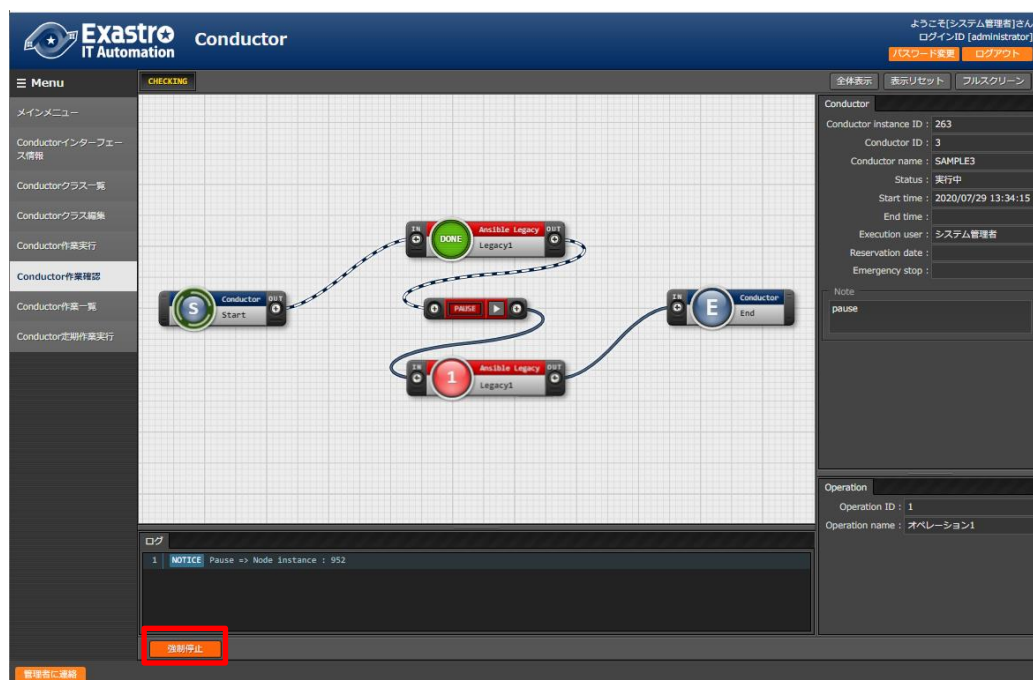 Exastro
IT Automation
Conductor
ようこそ[システム管理者]さん
ログインID [administrator]
パスワード変更 ログアウト
Menu
メインメニュー
Conductorインターフェース情報
Conductorクラス一覧
Conductorクラス編集
Conductor作業実行
Conductor作業確認
Conductor作業一覧
Conductor定期作業実行
CHECKING
全体表示 表示リセット フルスクリーン
S
Conductor OUT
Start
IN DONE Ansible Legacy OUT
Legacy1
PAUSE
IN 1 Ansible Legacy OUT
Legacy1
IN E Conductor
End
Conductor
Conductor instance ID : 263
Conductor ID : 3
Conductor name : SAMPLE3
Status : 実行中
Start time : 2020/07/29 13:34:15
End time :
Execution user : システム管理者
Reservation date :
Emergency stop :
Note
pause
Operation
Operation ID : 1
Operation name : オペレーション1
ログ
1 NOTICE Pause => Node instance : 952
強制停止
管理者に連絡